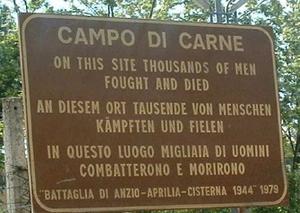 CAMPO DI CARNE
ON THIS SITE THOUSANDS OF MEN
FOUGHT AND DIED
AN DIESEM ORT TAUSENDE VON MENSCHEN
KÄMPFTEN UND FIELEN
IN QUESTO LUOGO MIGLIAIA DI UOMINI
COMBATTERONO E MORIRONO
"BATTAGLIA DI ANZIO-APRILIA-CISTERNA 1944" 1979